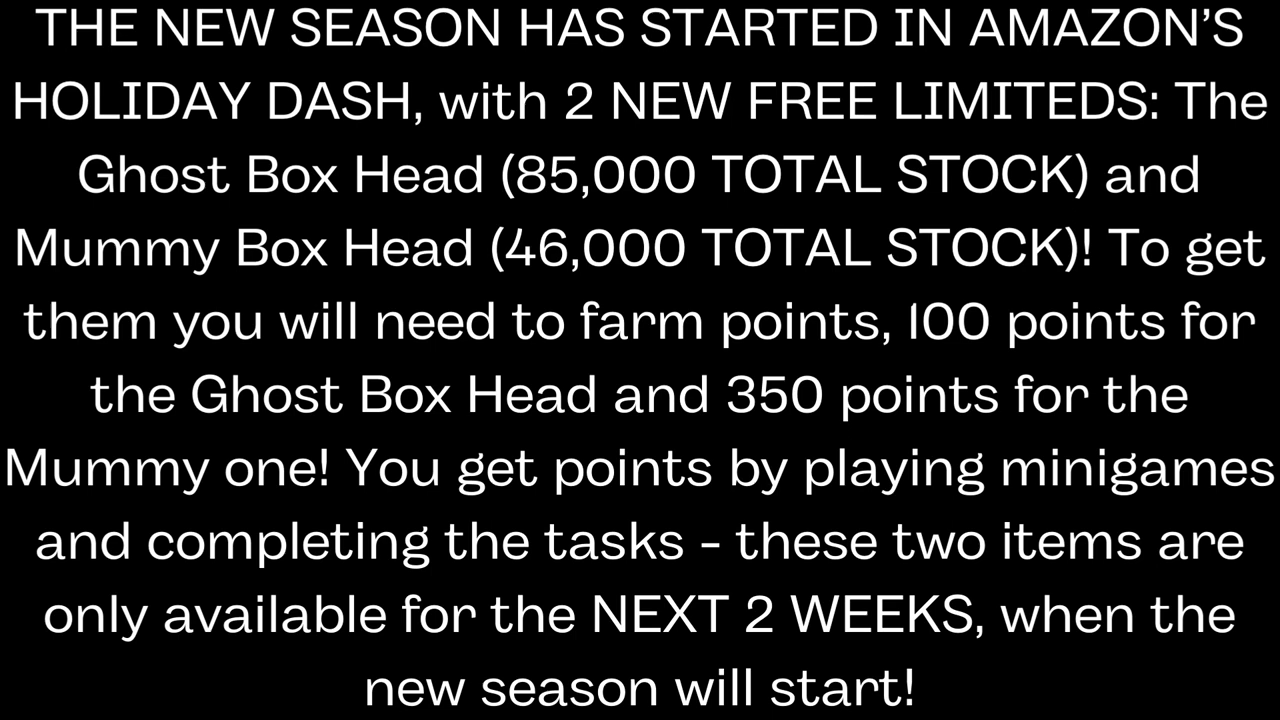 THE NEW SEASON HAS STARTED IN AMAZON’S
HOLIDAY DASH, with 2 NEW FREE LIMITEDS: The
Ghost Box Head (85,000 TOTAL STOCK) and
Mummy Box Head (46,000 TOTAL STOCK)! To get
them you will need to farm points, 100 points for
the Ghost Box Head and 350 points for the
Mummy one! You get points by playing minigames
and completing the tasks - these two items are
only available for the NEXT 2 WEEKS, when the
new season will start!